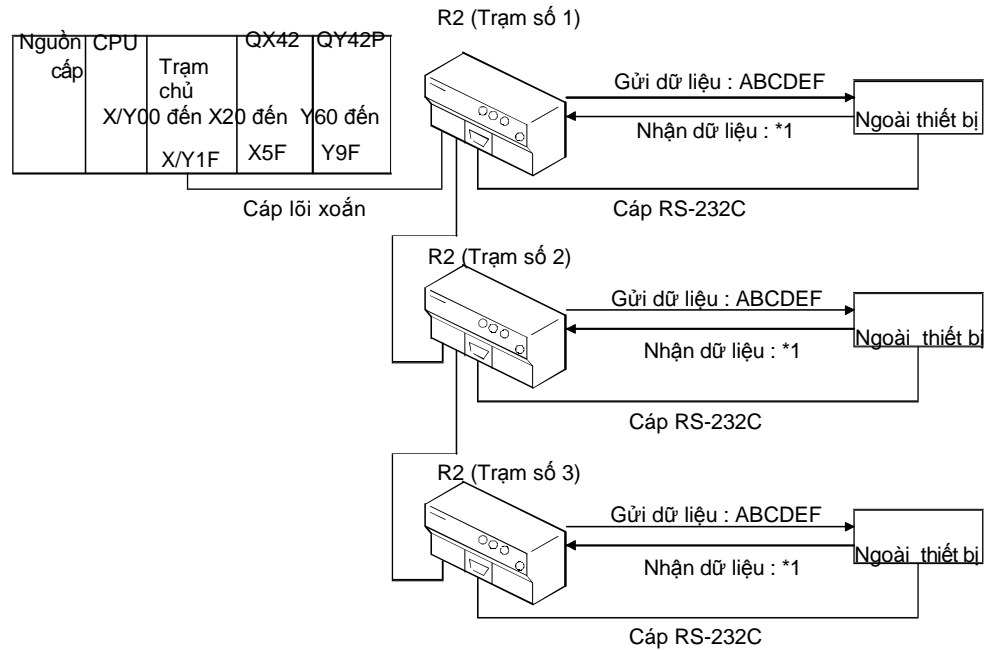 R2 (Trạm số 1)
Nguồn cấp
CPU
Trạm chủ
QX42
QY42P
X/Y00 đến X20 đến Y60 đến
X/Y1F
X5F
Y9F
Gửi dữ liệu : ABCDEF
Nhận dữ liệu : *1
Ngoài thiết bị
Cáp lõi xoắn
Cáp RS-232C
R2 (Trạm số 2)
Gửi dữ liệu : ABCDEF
Nhận dữ liệu : *1
Ngoài thiết bị
Cáp RS-232C
R2 (Trạm số 3)
Gửi dữ liệu : ABCDEF
Nhận dữ liệu : *1
Ngoài thiết bị
Cáp RS-232C